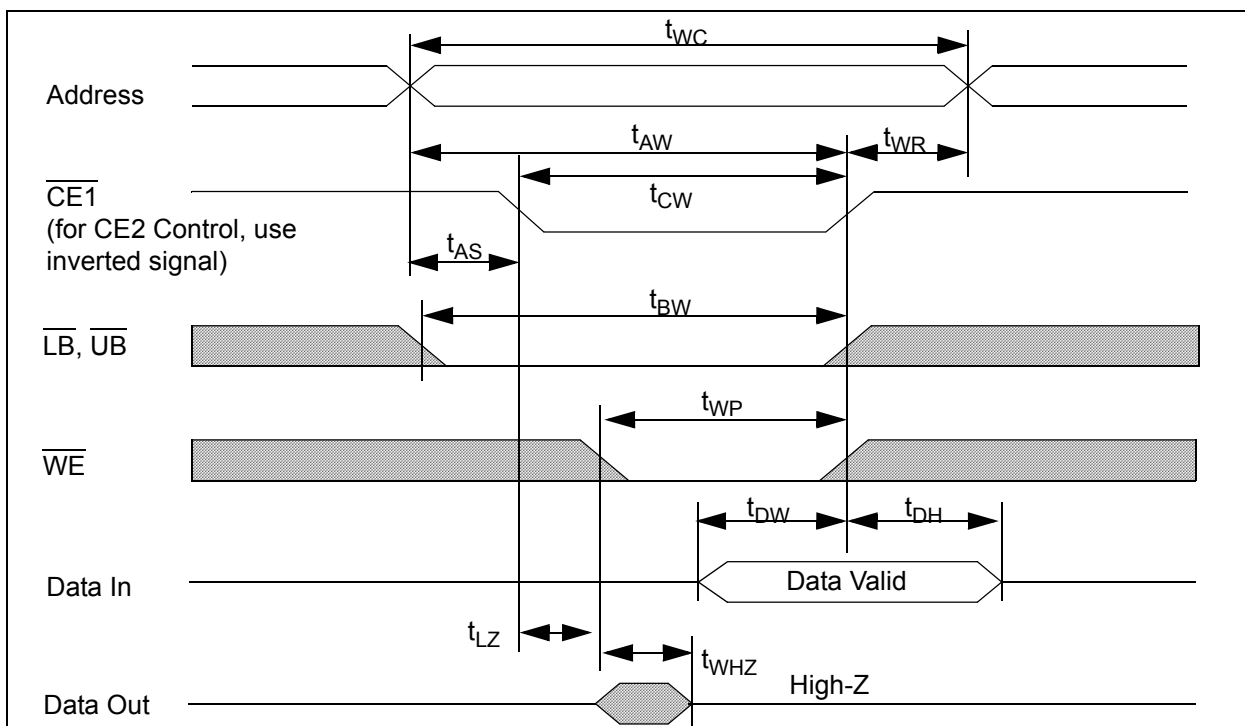 tWC
Address
tAW
tWR
CE1
(for CE2 Control, use
inverted signal)
tCW
tAS
tBW
LB, UB
tWP
WE
tDW
tDH
Data In
Data Valid
tLZ
tWHZ
High-Z
Data Out